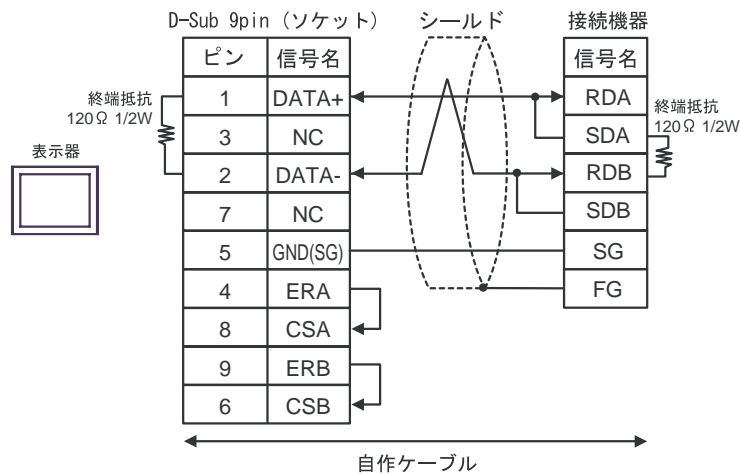 D-Sub 9pin (ソケット) シールド 接続機器
ピン 信号名 信号名
1 DATA+ RDA
終端抵抗
120Ω 1/2W
終端抵抗
120Ω 1/2W
3 NC SDA
表示器
2 DATA- RDB
7 NC SDB
5 GND(SG) SG
4 ERA FG
8 CSA
9 ERB
6 CSB
自作ケーブル